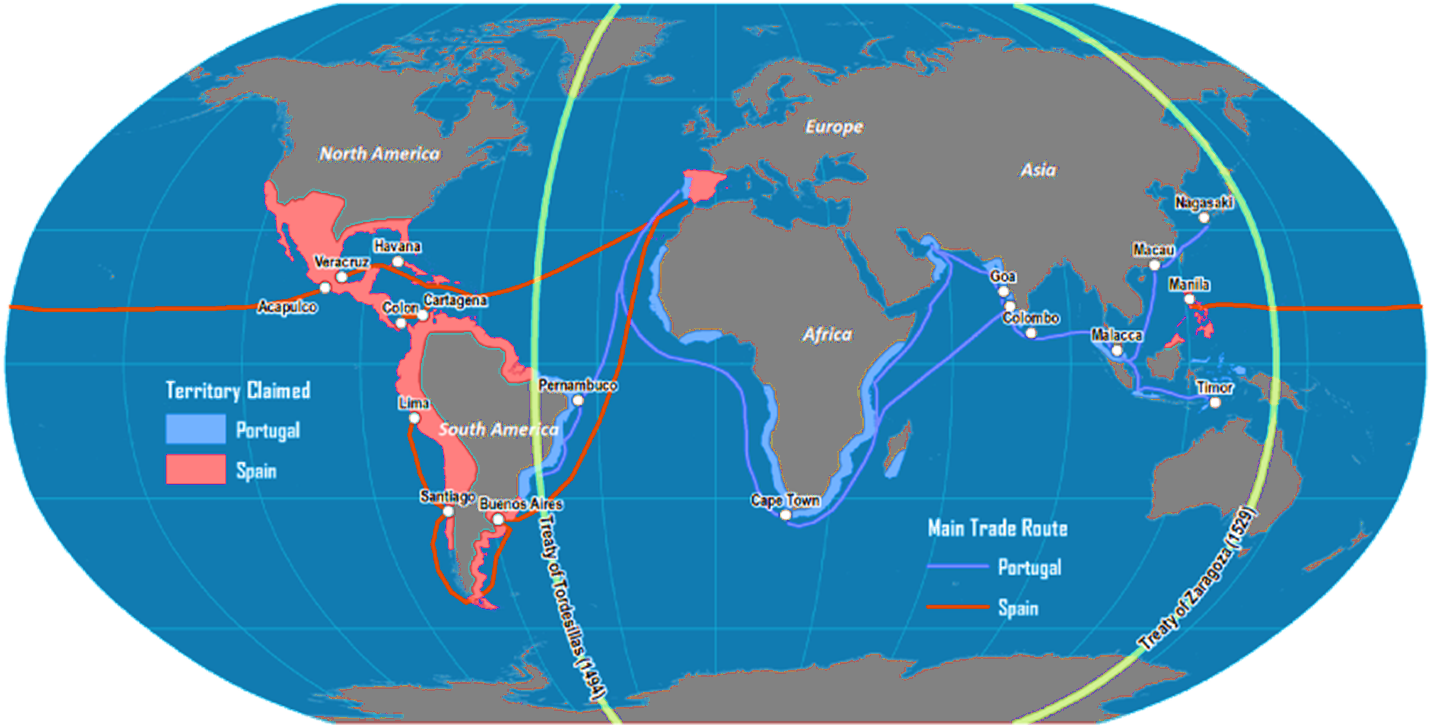 North America
Europe
Asia
Nagasaki
Havana
Macau
Veracruz
Goa
Manila
Acapulco
Colon
Cartagena
Colombo
Africa
Malacca
Territory Claimed
Pernambuco
Timor
Lima
Portugal
South America
Spain
Santiago
Buenos Aires
Cape Town
Main Trade Route
Portugal
Spain
Treaty of Tordesillas (1494)
Treaty of Zaragoza (1529)